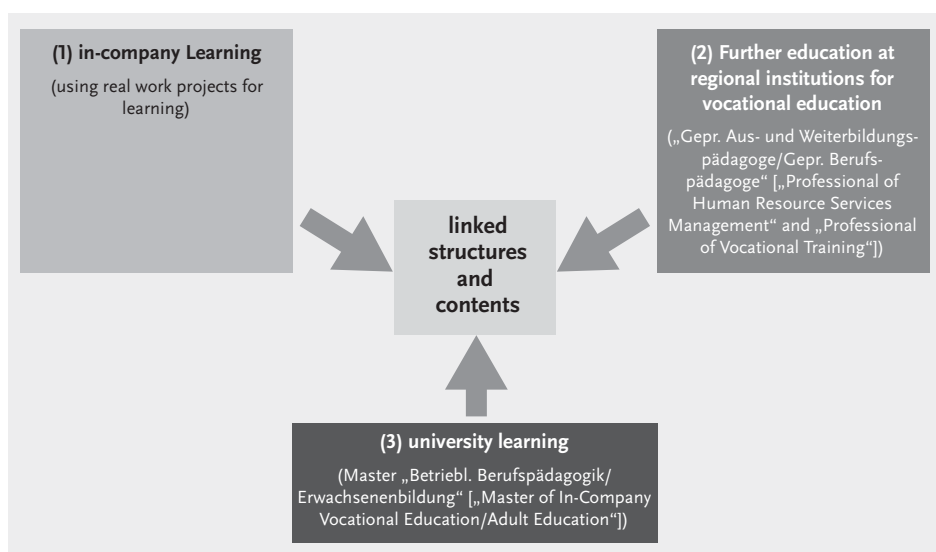 (1) in-company Learning
(using real work projects for
learning)
(2) Further education at
regional institutions for
vocational education
(„Gepr. Aus- und Weiterbildungs-
pädagoge/Gepr. Berufs-
pädagoge“ [„Professional of
Human Resource Services
Management“ and „Professional
of Vocational Training“])
linked
structures
and
contents
(3) university learning
(Master „Betriebl. Berufspädagogik/
Erwachsenenbildung“ [„Master of In-Company
Vocational Education/Adult Education“])